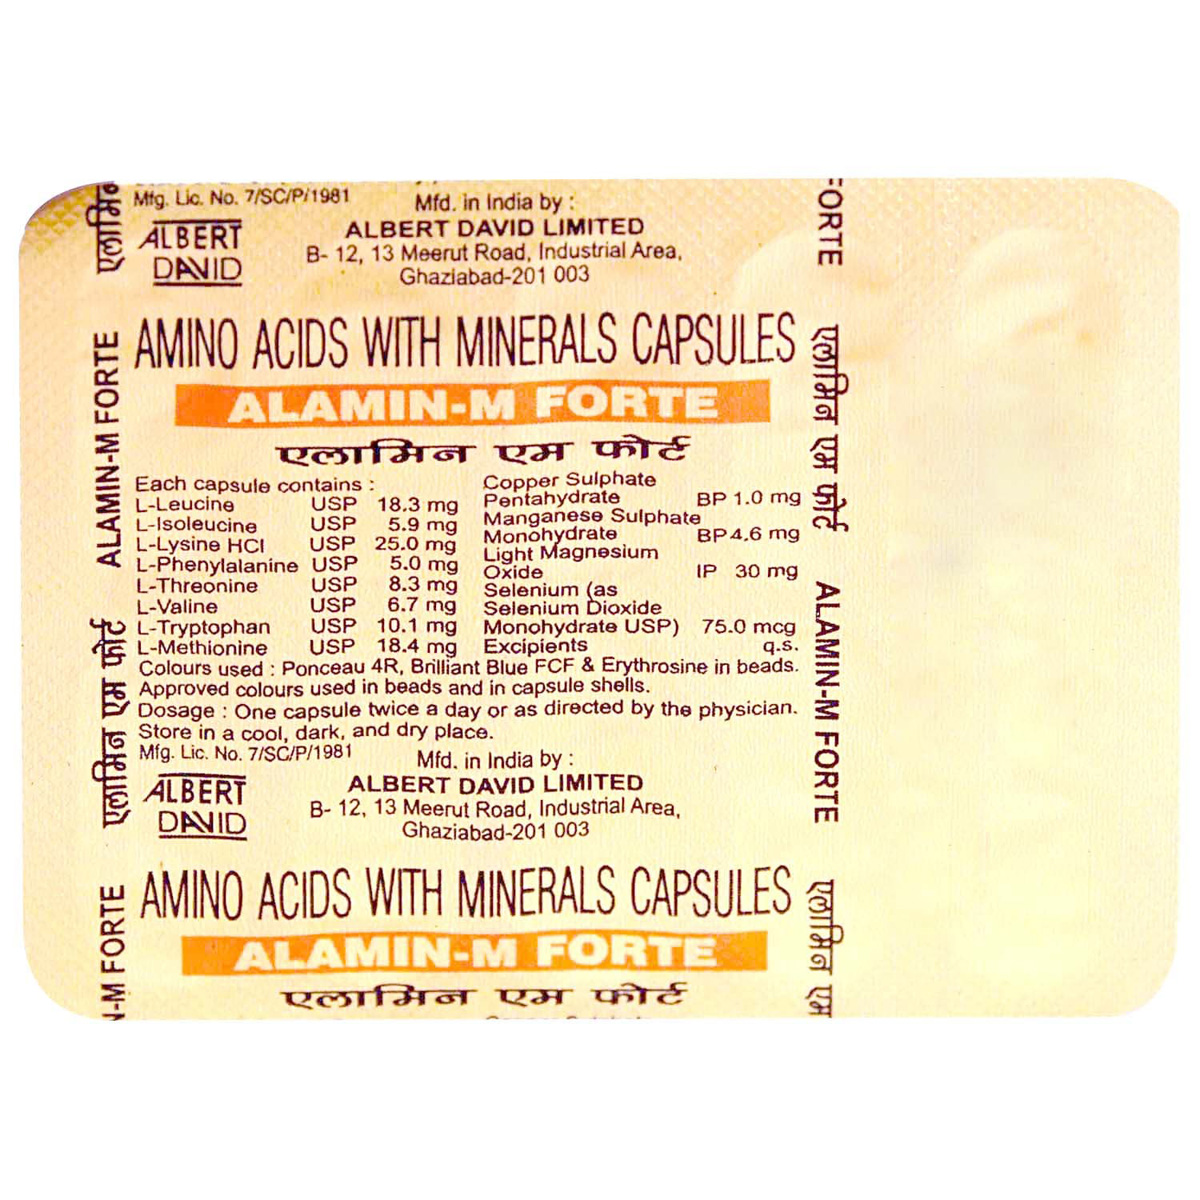 Mfg. Lic. No. 7/SC/P/1981
Mfd. in India by :
ALBERT DAVID
ALBERT DAVID LIMITED
B- 12, 13 Meerut Road, Industrial Area,
Ghaziabad-201 003
AMINO ACIDS WITH MINERALS CAPSULES
ALAMIN-M FORTE
एलामिन एम फोर्ट
Each capsule contains :
L-Leucine USP 18.3 mg
L-Isoleucine USP 5.9 mg
L-Lysine HCl USP 25.0 mg
L-Phenylalanine USP 5.0 mg
L-Threonine USP 8.3 mg
L-Valine USP 6.7 mg
L-Tryptophan USP 10.1 mg
L-Methionine USP 18.4 mg
Copper Sulphate
Pentahydrate BP 1.0 mg
Manganese Sulphate
Monohydrate BP 4.6 mg
Light Magnesium
Oxide IP 30 mg
Selenium (as
Selenium Dioxide
Monohydrate USP) 75.0 mcg
Excipients q.s.
Colours used : Ponceau 4R, Brilliant Blue FCF & Erythrosine in beads.
Approved colours used in beads and in capsule shells.
Dosage : One capsule twice a day or as directed by the physician.
Store in a cool, dark, and dry place.
Mfg. Lic. No. 7/SC/P/1981
Mfd. in India by :
ALBERT DAVID
ALBERT DAVID LIMITED
B- 12, 13 Meerut Road, Industrial Area,
Ghaziabad-201 003
AMINO ACIDS WITH MINERALS CAPSULES
ALAMIN-M FORTE
एलामिन एम फोर्ट
एलामिन
ALAMIN-M FORTE
एलामिन एम फोर्ट
-M FORTE
FORTE
एलामिन एम फोर्ट
ALAMIN-M FORTE
एलामिन एम